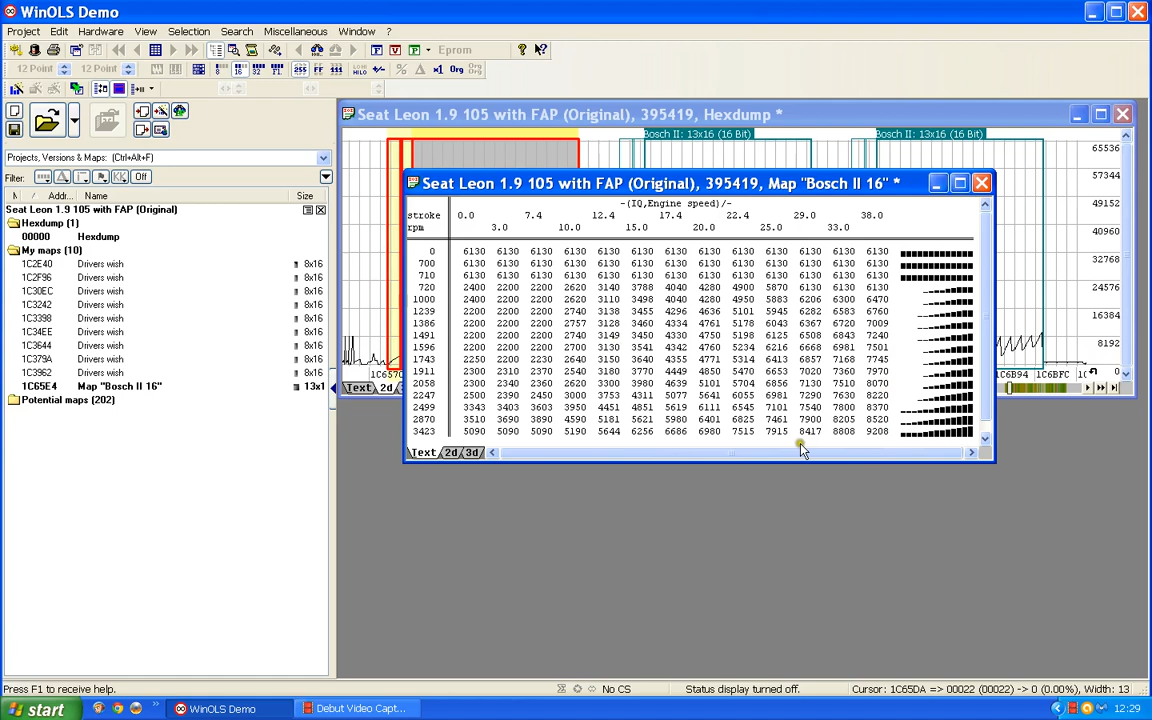 WinOLS Demo
Project Edit Hardware View Selection Search Miscellaneous Window ?
Eprom
12 Point 12 Point 8 16 32 F1 255 FF 111 LOHI HILO +/- % Δ ×1 Org Org
Projects, Versions & Maps: (Ctrl+Alt+F)
Filter: Off
Addr... Name Size
Seat Leon 1.9 105 with FAP (Original)
Hexdump (1)
00000 Hexdump
My maps (10)
1C2E40 Drivers wish 8x16
1C2F96 Drivers wish 8x16
1C30EC Drivers wish 8x16
1C3242 Drivers wish 8x16
1C3398 Drivers wish 8x16
1C34EE Drivers wish 8x16
1C3644 Drivers wish 8x16
1C379A Drivers wish 8x16
1C3962 Drivers wish 8x16
1C65E4 Map "Bosch II 16" 13x1
Potential maps (202)
Seat Leon 1.9 105 with FAP (Original), 395419, Hexdump *
Bosch II: 13x16 (16 Bit) Bosch II: 13x16 (16 Bit)
65536
57344
49152
40960
32768
24576
16384
8192
1C6570 1C6B94 1C6BFC
Text 2d
Seat Leon 1.9 105 with FAP (Original), 395419, Map "Bosch II 16" *
-(IQ,Engine speed)/-
stroke 0.0 7.4 12.4 17.4 22.4 29.0 38.0
rpm 3.0 10.0 15.0 20.0 25.0 33.0
0 6130 6130 6130 6130 6130 6130 6130 6130 6130 6130 6130 6130 6130
700 6130 6130 6130 6130 6130 6130 6130 6130 6130 6130 6130 6130 6130
710 6130 6130 6130 6130 6130 6130 6130 6130 6130 6130 6130 6130 6130
720 2400 2200 2200 2620 3140 3788 4040 4280 4900 5870 6130 6130 6130
1000 2400 2200 2200 2620 3110 3498 4040 4280 4950 5883 6206 6300 6470
1239 2200 2200 2200 2740 3138 3455 4296 4636 5101 5945 6282 6583 6760
1386 2200 2200 2200 2757 3128 3460 4334 4761 5178 6043 6367 6720 7009
1491 2200 2200 2200 2740 3149 3450 4330 4750 5198 6125 6508 6843 7240
1596 2200 2200 2200 2700 3130 3541 4342 4760 5234 6216 6668 6981 7501
1743 2250 2200 2230 2640 3150 3640 4355 4771 5314 6413 6857 7168 7745
1911 2300 2310 2370 2540 3180 3770 4449 4850 5470 6653 7020 7360 7970
2058 2300 2340 2360 2620 3300 3980 4639 5101 5704 6856 7130 7510 8070
2247 2500 2390 2450 3000 3753 4311 5077 5641 6055 6981 7290 7630 8220
2499 3343 3403 3603 3950 4451 4851 5619 6111 6545 7101 7540 7800 8370
2870 3510 3690 3890 4590 5181 5621 5980 6401 6825 7461 7900 8205 8520
3423 5090 5090 5090 5190 5644 6256 6686 6980 7515 7915 8417 8808 9208
Text 2d 3d
Press F1 to receive help. No CS Status display turned off. Cursor: 1C65DA => 00022 (00022) -> 0 (0.00%), Width: 13
start WinOLS Demo Debut Video Capt... 12:29